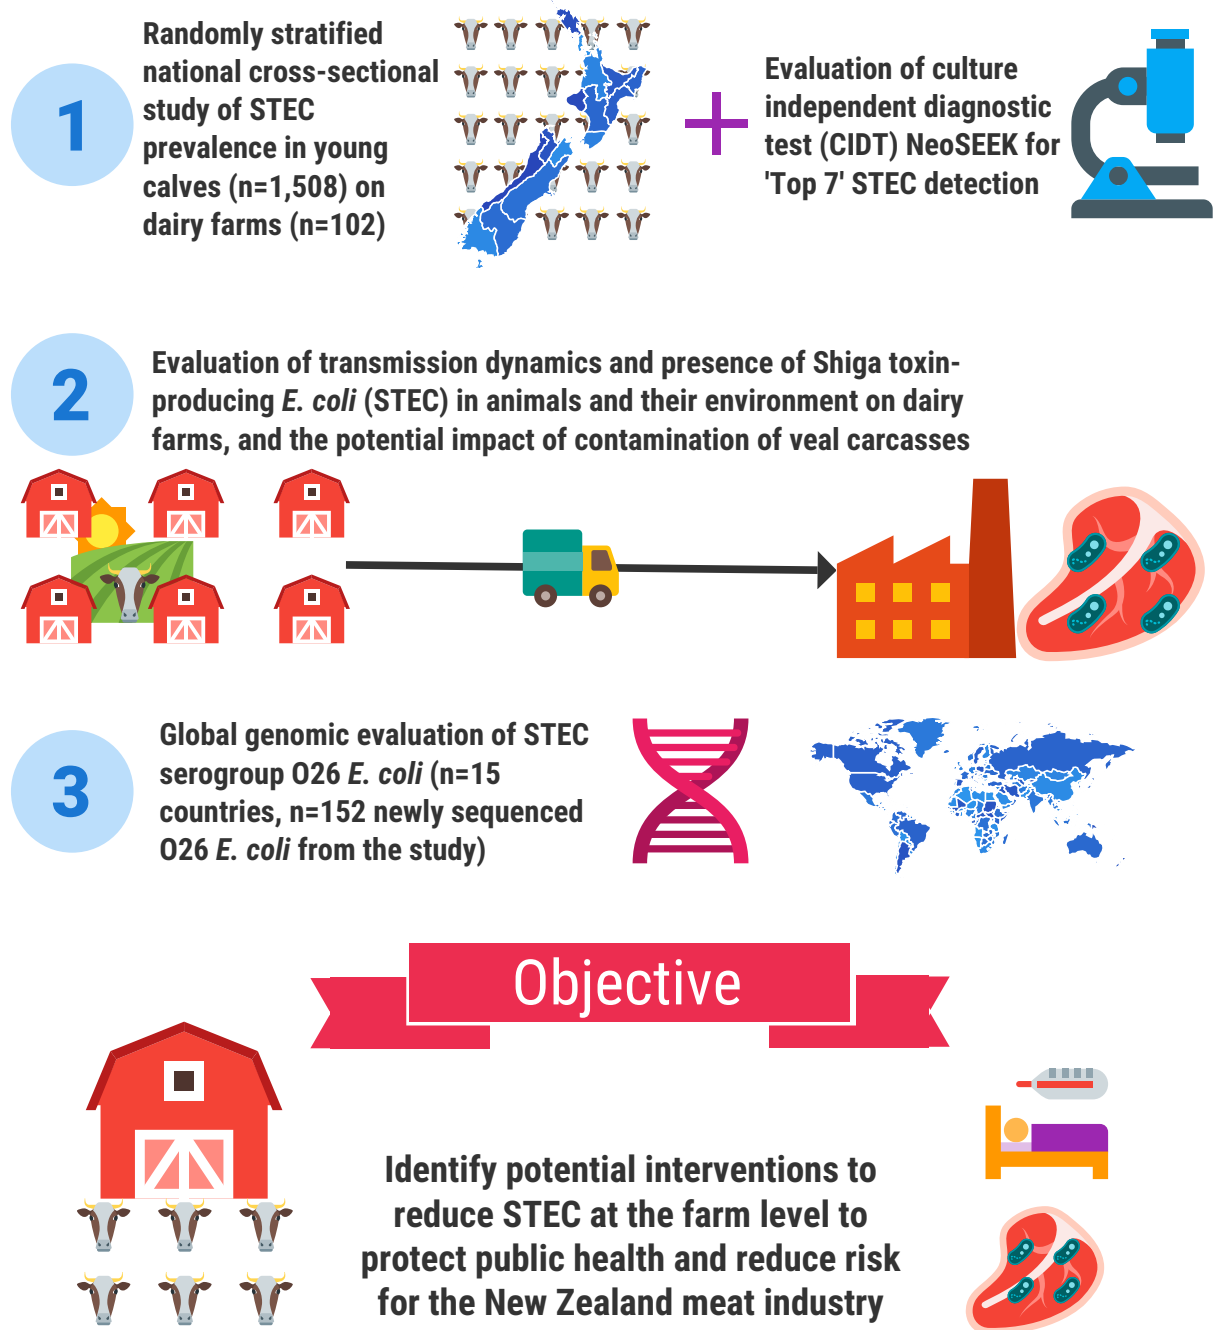 1
Randomly stratified
national cross-sectional
study of STEC
prevalence in young
calves (n=1,508) on
dairy farms (n=102)
Evaluation of culture
independent diagnostic
test (CIDT) NeoSEEK for
'Top 7' STEC detection
2
Evaluation of transmission dynamics and presence of Shiga toxin-
producing E. coli (STEC) in animals and their environment on dairy
farms, and the potential impact of contamination of veal carcasses
3
Global genomic evaluation of STEC
serogroup O26 E. coli (n=15
countries, n=152 newly sequenced
O26 E. coli from the study)
Objective
Identify potential interventions to
reduce STEC at the farm level to
protect public health and reduce risk
for the New Zealand meat industry